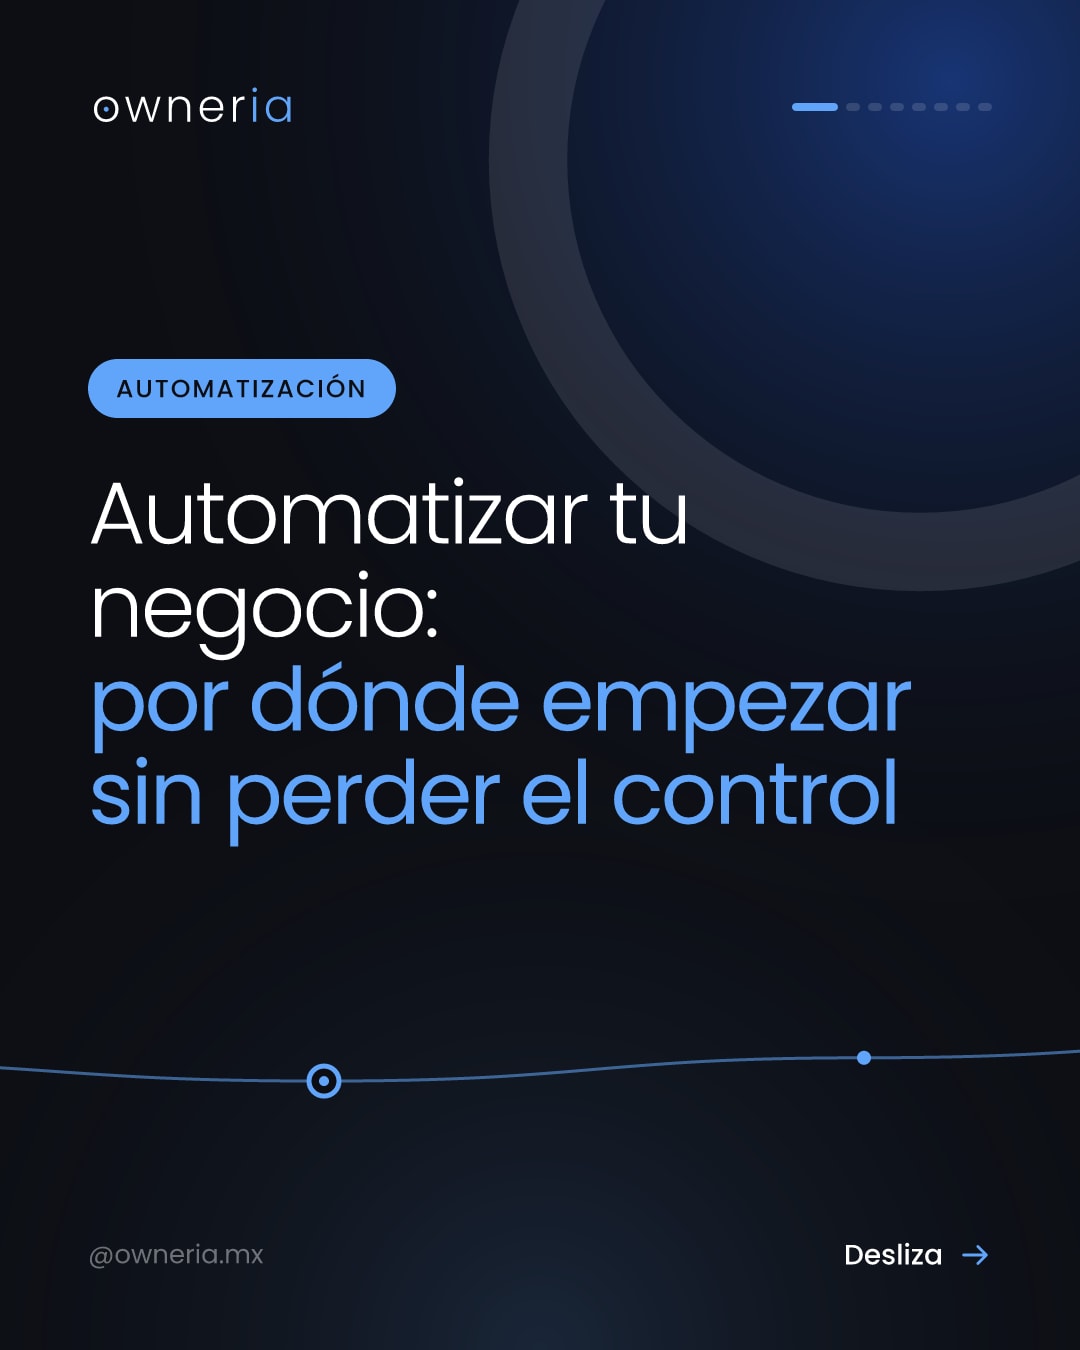 owneria
AUTOMATIZACIÓN
Automatizar tu
negocio:
por dónde empezar
sin perder el control
@owneria.mx
Desliza →